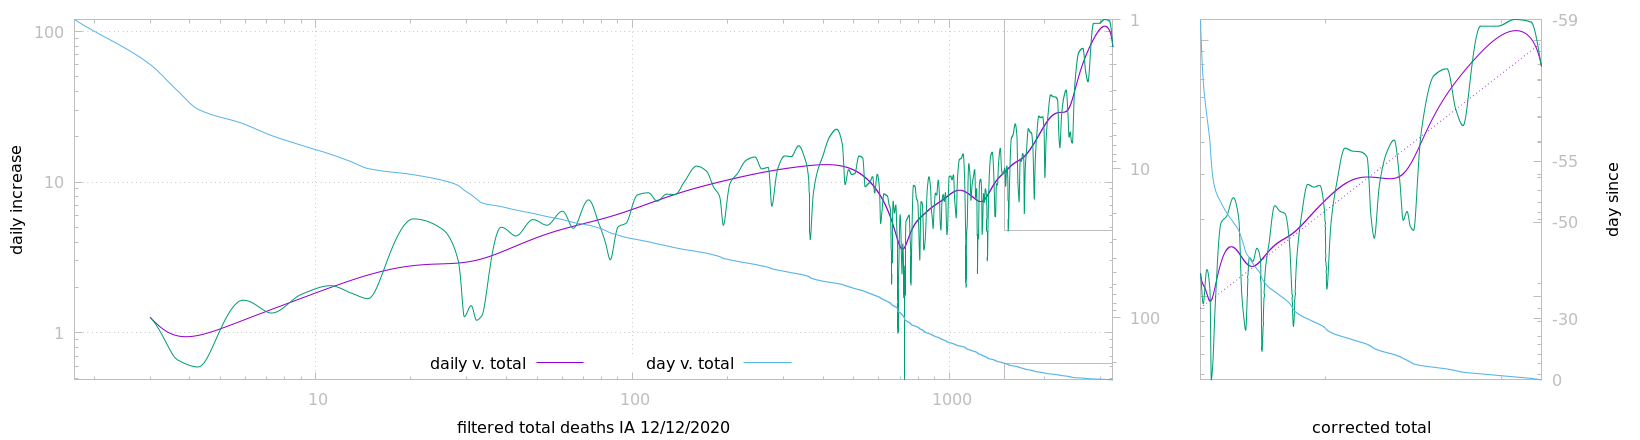 100
10
1
daily increase
daily v. total
day v. total
10
100
1000
filtered total deaths IA 12/12/2020
1
10
100
-59
-55
-50
-30
0
day since
corrected total